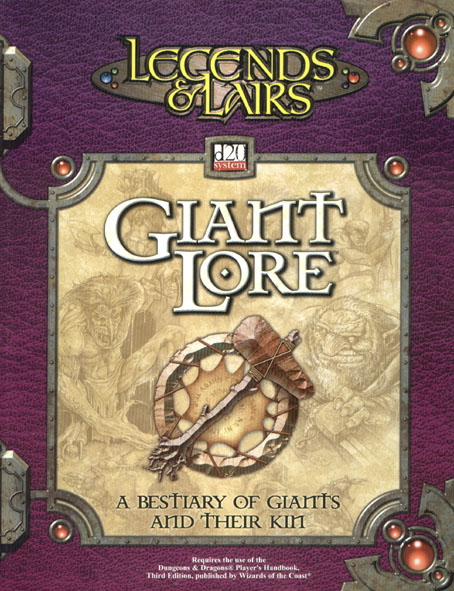 LEGENDS
& LAIRS™
d20
system
GIANT
LORE
A BESTIARY OF GIANTS
AND THEIR KIN
Requires the use of the
Dungeons & Dragons® Player's Handbook,
Third Edition, published by Wizards of the Coast®